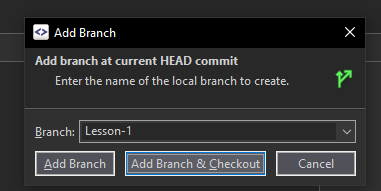 Add Branch
Add branch at current HEAD commit
Enter the name of the local branch to create.
Branch: Lesson-1
Add Branch Add Branch & Checkout Cancel